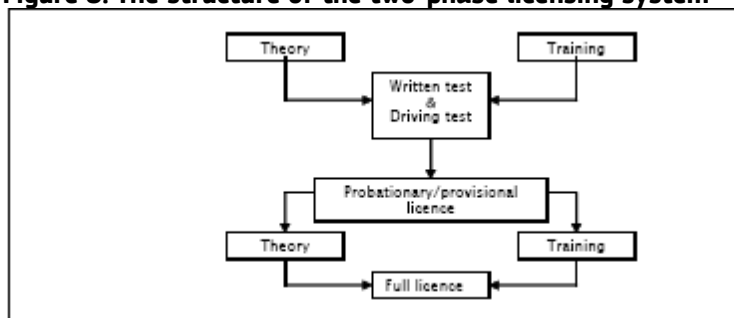 Figure 8. The structure of the two-phase licensing system
Theory
Training
Written test
&
Driving test
Probationary/provisional
licence
Theory
Training
Full licence